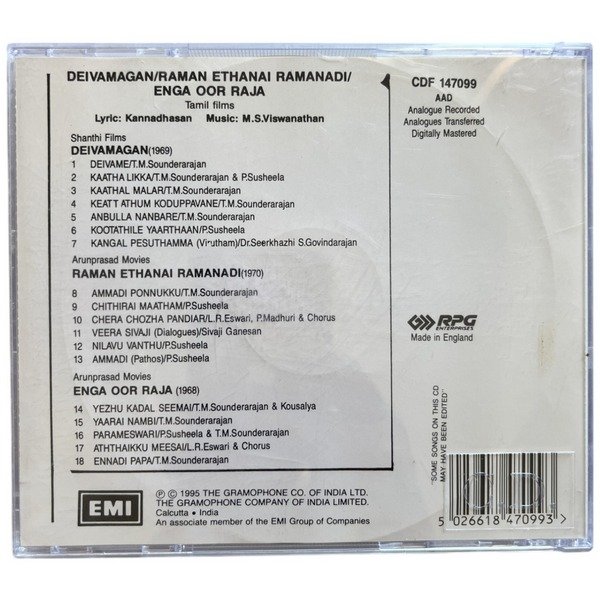 DEIVAMAGAN/RAMAN ETHANAI RAMANADI/
ENGA OOR RAJA
Tamil films
Lyric: Kannadhasan Music: M.S.Viswanathan
Shanthi Films
DEIVAMAGAN(1969)
1 DEIVAME/T.M.Sounderarajan
2 KAATHA LIKKA/T.M.Sounderarajan & P.Susheela
3 KAATHAL MALAR/T.M.Sounderarajan
4 KEATT ATHUM KODUPPAVANE/T.M.Sounderarajan
5 ANBULLA NANBARE/T.M.Sounderarajan
6 KOOTATHILE YAARTHAAN/P.Susheela
7 KANGAL PESUTHAMMA (Virutham)/Dr.Seerkhazhi S.Govindarajan
Arunprasad Movies
RAMAN ETHANAI RAMANADI(1970)
8 AMMADI PONNUKKU/T.M.Sounderarajan
9 CHITHIRAI MAATHAM/P.Susheela
10 CHERA CHOZHA PANDIAR/L.R.Eswari, P.Madhuri & Chorus
11 VEERA SIVAJI (Dialogues)/Sivaji Ganesan
12 NILAVU VANTHU/P.Susheela
13 AMMADI (Pathos)/P.Susheela
Arunprasad Movies
ENGA OOR RAJA (1968)
14 YEZHU KADAL SEEMAI/T.M.Sounderarajan & Kousalya
15 YAARAI NAMBI/T.M.Sounderarajan
16 PARAMESWARI/P.Susheela & T.M.Sounderarajan
17 ATHTHAIKKU MEESAI/L.R.Eswari & Chorus
18 ENNADI PAPA/T.M.Sounderarajan
EMI
℗ © 1995 THE GRAMOPHONE CO. OF INDIA LTD.
THE GRAMOPHONE COMPANY OF INDIA LIMITED.
Calcutta • India
An associate member of the EMI Group of Companies
CDF 147099
AAD
Analogue Recorded
Analogues Transferred
Digitally Mastered
RPG
ENTERPRISES
Made in England
"SOME SONGS ON THIS CD
MAY HAVE BEEN EDITED"
5 026618 470993 >